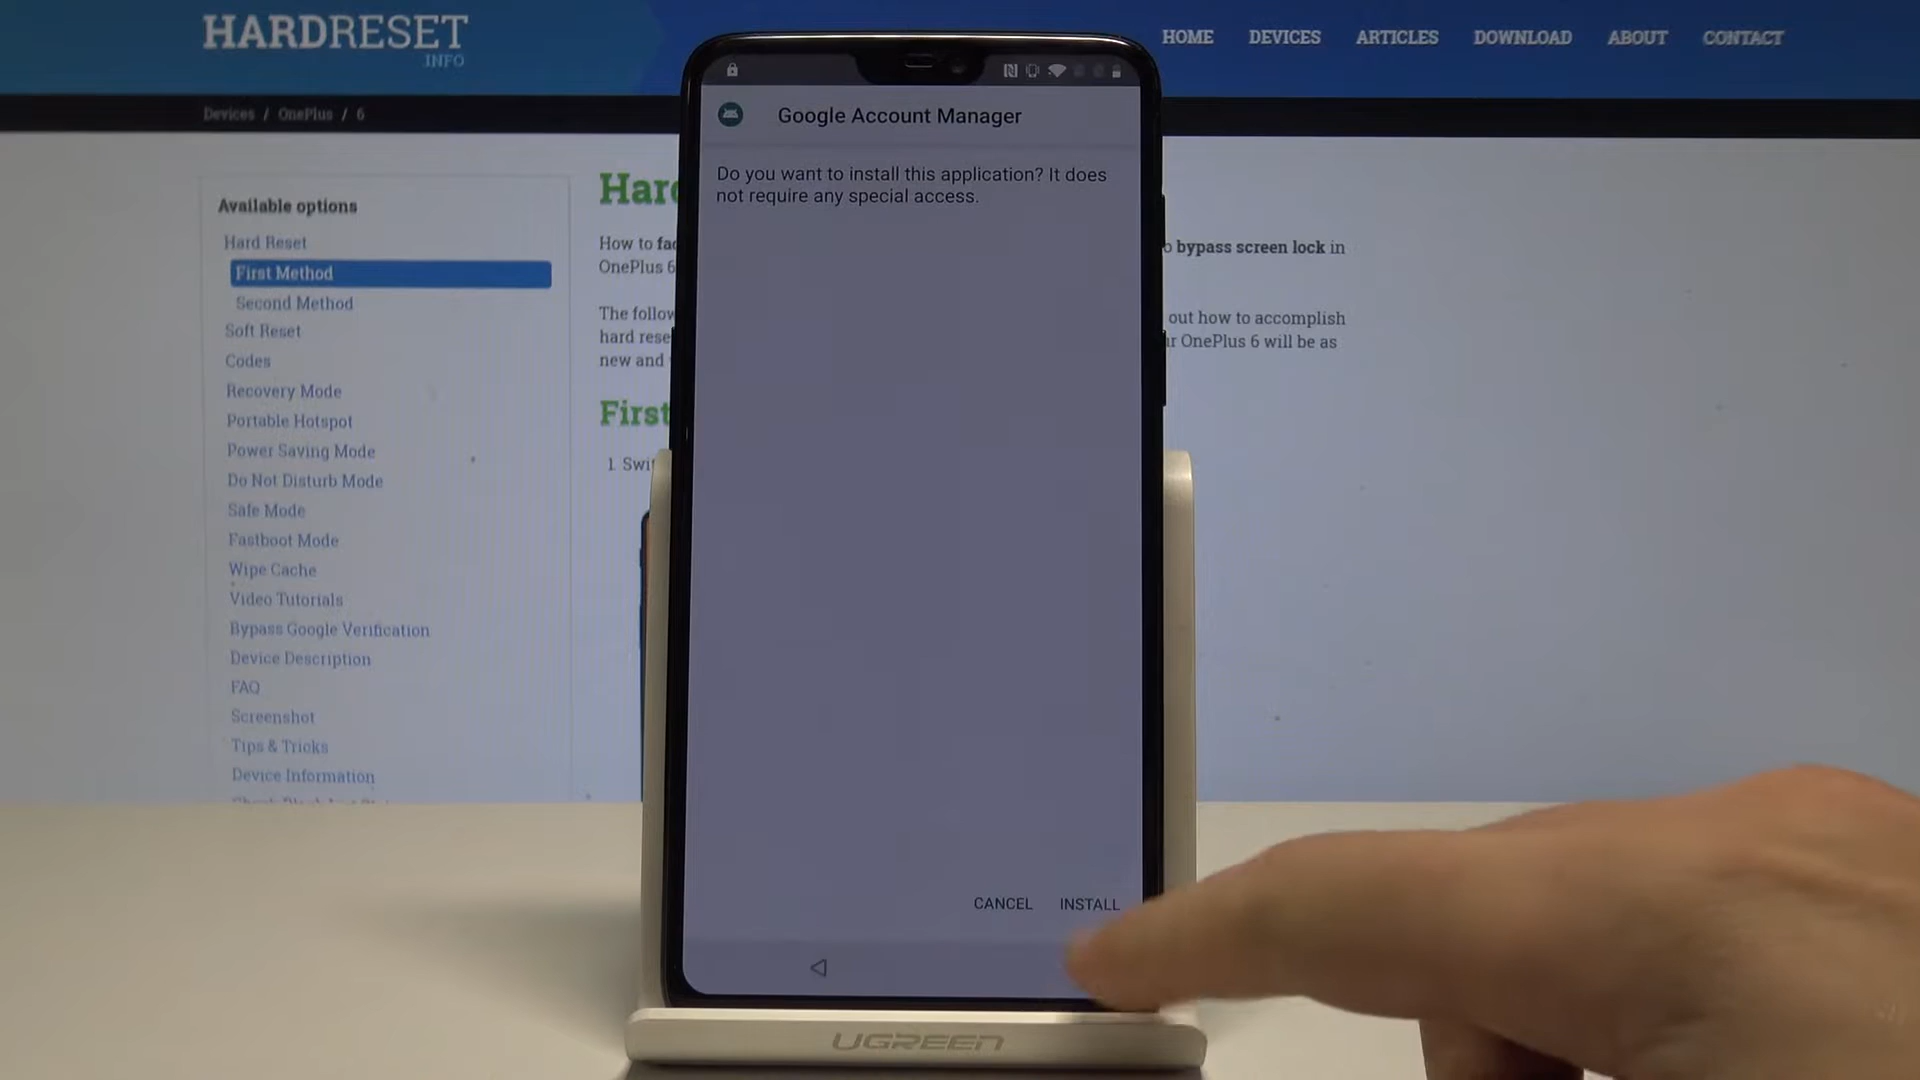 HARDRESET
.INFO
HOME DEVICES ARTICLES DOWNLOAD ABOUT CONTACT
Devices / OnePlus / 6
Available options
Hard Reset
First Method
Second Method
Soft Reset
Codes
Recovery Mode
Portable Hotspot
Power Saving Mode
Do Not Disturb Mode
Safe Mode
Fastboot Mode
Wipe Cache
Video Tutorials
Bypass Google Verification
Device Description
FAQ
Screenshot
Tips & Tricks
Device Information
How to
bypass screen lock in
OnePlus 6
The
out how to accomplish
hard
OnePlus 6 will be as
new and
First
1.
Google Account Manager
Do you want to install this application? It does
not require any special access.
CANCEL INSTALL
UGREEN